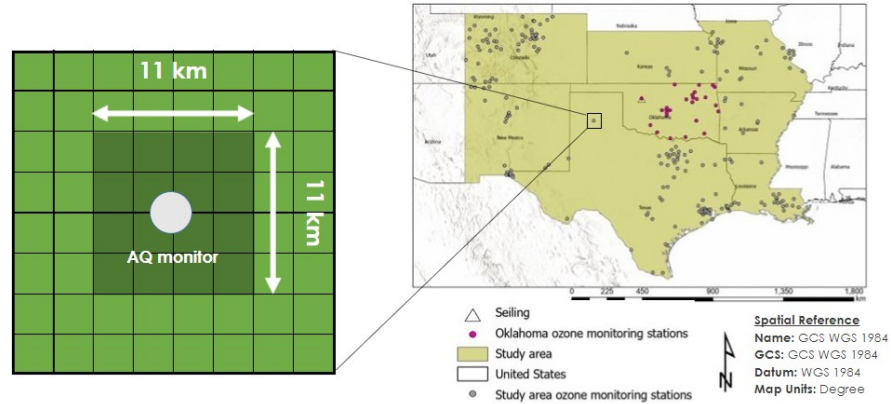 11 km
11 km
AQ monitor
Wyoming
Nebraska
Iowa
Utah
Colorado
Illinois
Indiana
Kansas
Missouri
Kentucky
Tennessee
Arizona
New Mexico
Oklahoma
Arkansas
Mississippi
Alabama
Texas
Louisiana
0 225 450 900 1,350 1,800
km
Seiling
Oklahoma ozone monitoring stations
Study area
United States
Study area ozone monitoring stations
N
Spatial Reference
Name: GCS WGS 1984
GCS: GCS WGS 1984
Datum: WGS 1984
Map Units: Degree